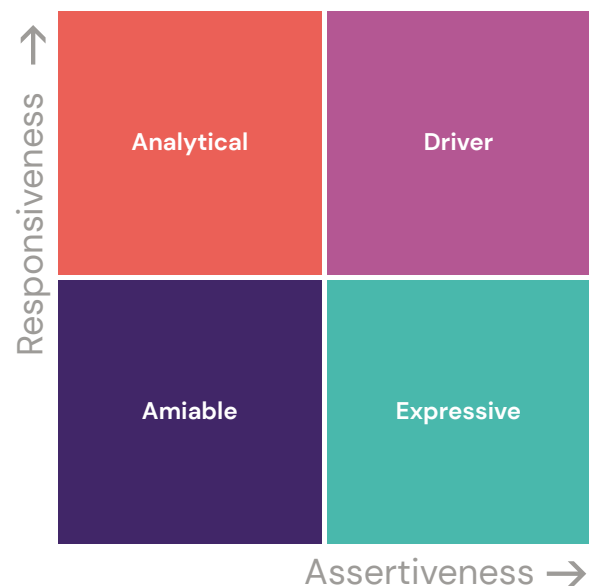 Responsiveness →
Analytical
Driver
Amiable
Expressive
Assertiveness →